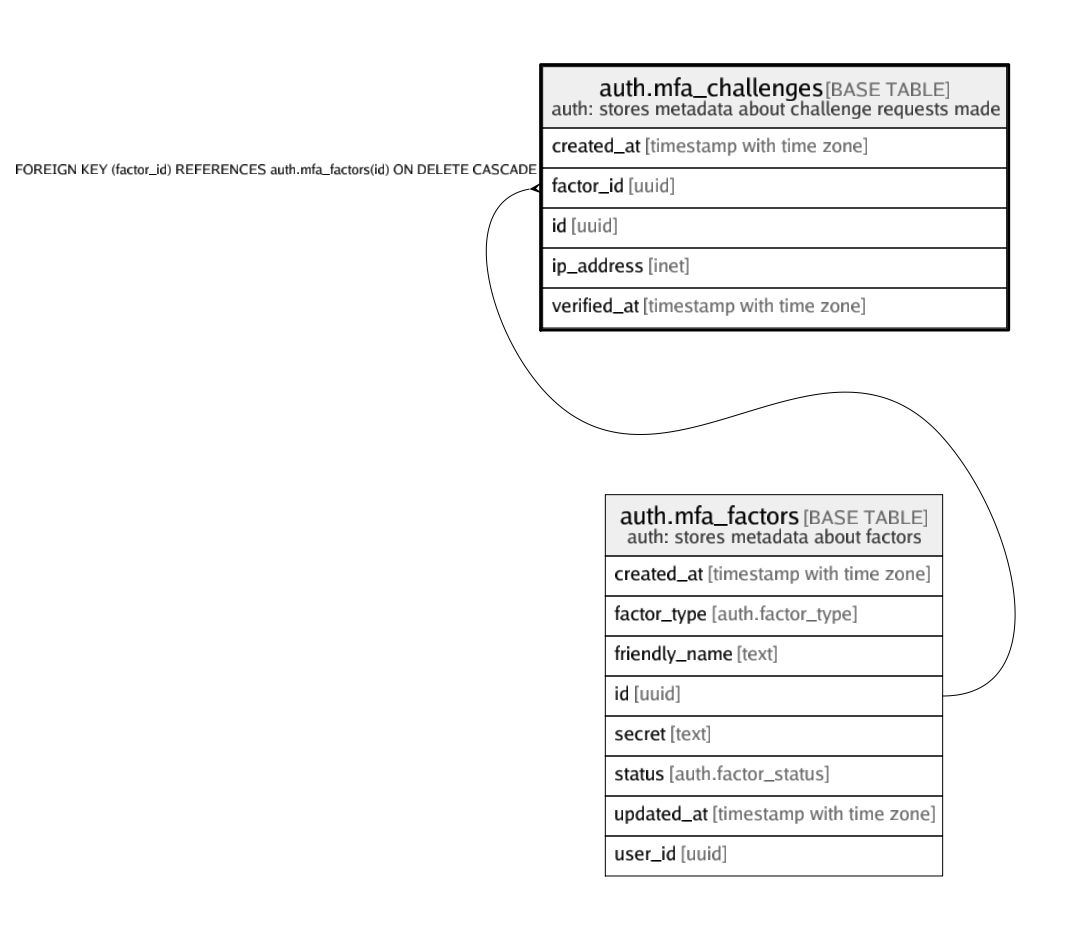 auth.mfa_challenges [BASE TABLE]
auth: stores metadata about challenge requests made
created_at [timestamp with time zone]
FOREIGN KEY (factor_id) REFERENCES auth.mfa_factors(id) ON DELETE CASCADE
factor_id [uuid]
id [uuid]
ip_address [inet]
verified_at [timestamp with time zone]
auth.mfa_factors [BASE TABLE]
auth: stores metadata about factors
created_at [timestamp with time zone]
factor_type [auth.factor_type]
friendly_name [text]
id [uuid]
secret [text]
status [auth.factor_status]
updated_at [timestamp with time zone]
user_id [uuid]